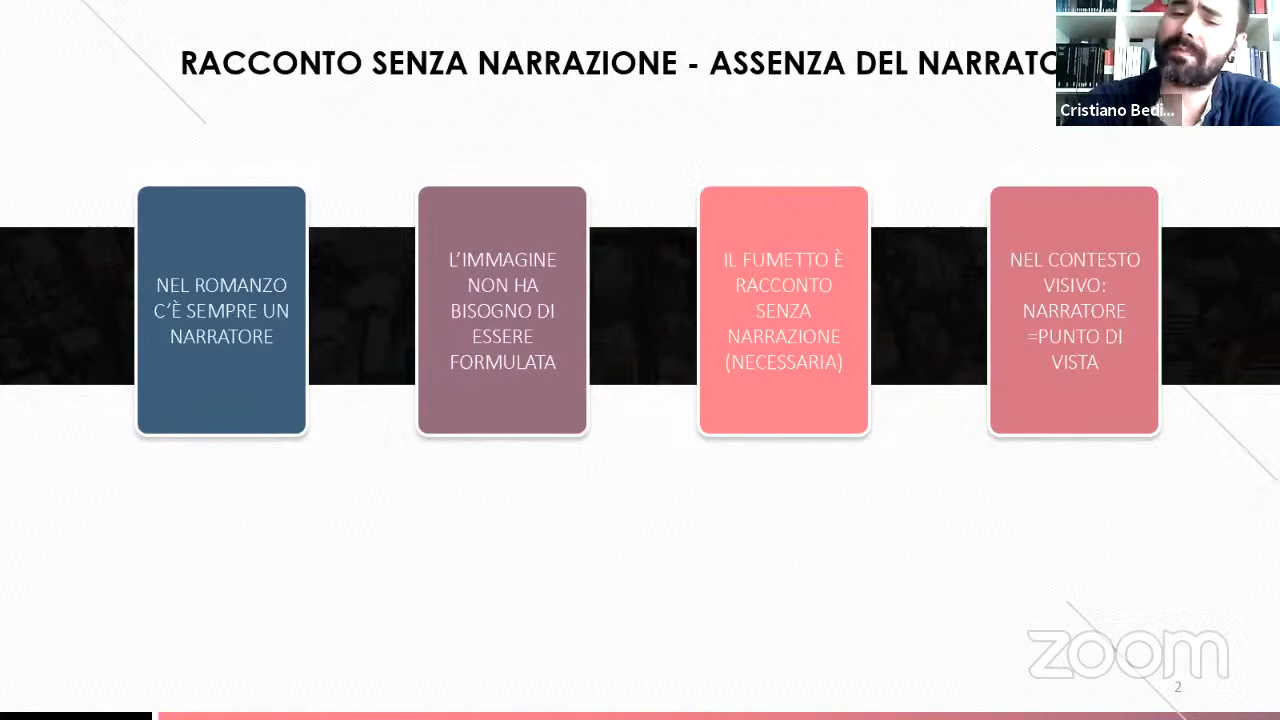 RACCONTO SENZA NARRAZIONE - ASSENZA DEL NARRATO
Cristiano Bedi...
NEL ROMANZO
C’È SEMPRE UN
NARRATORE
L’IMMAGINE
NON HA
BISOGNO DI
ESSERE
FORMULATA
IL FUMETTO È
RACCONTO
SENZA
NARRAZIONE
(NECESSARIA)
NEL CONTESTO
VISIVO:
NARRATORE
=PUNTO DI
VISTA
zoom
2